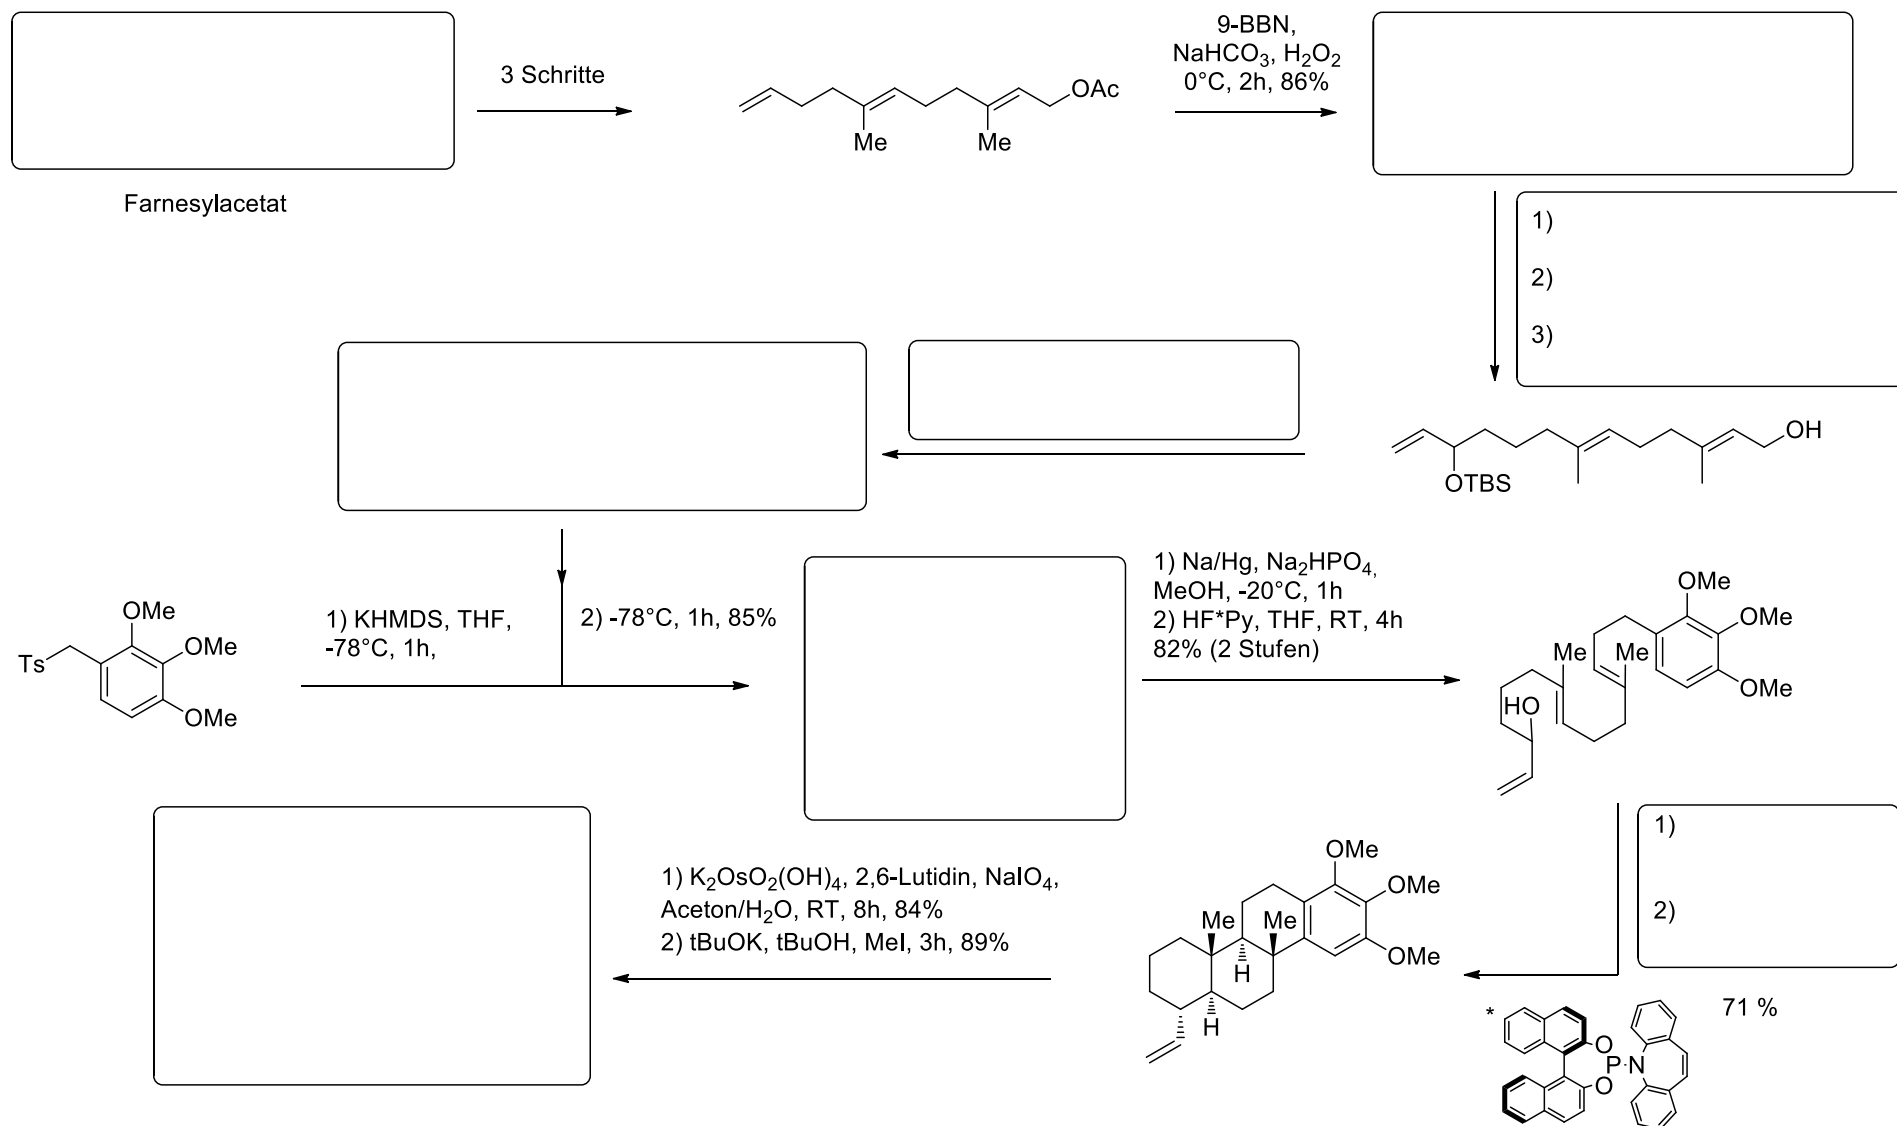 3 Schritte
OAc
Me
Me
9-BBN,
NaHCO₃, H₂O₂
0°C, 2h, 86%
Farnesylacetat
1)
2)
3)
OH
OTBS
Ts
OMe
OMe
OMe
1) KHMDS, THF,
-78°C, 1h,
2) -78°C, 1h, 85%
1) Na/Hg, Na₂HPO₄,
MeOH, -20°C, 1h
2) HF*Py, THF, RT, 4h
82% (2 Stufen)
OMe
OMe
OMe
Me
Me
HO
1)
2)
71 %
*
O
P
N
O
OMe
OMe
OMe
Me
Me
H
H
1) K₂OsO₂(OH)₄, 2,6-Lutidin, NaIO₄,
Aceton/H₂O, RT, 8h, 84%
2) tBuOK, tBuOH, MeI, 3h, 89%